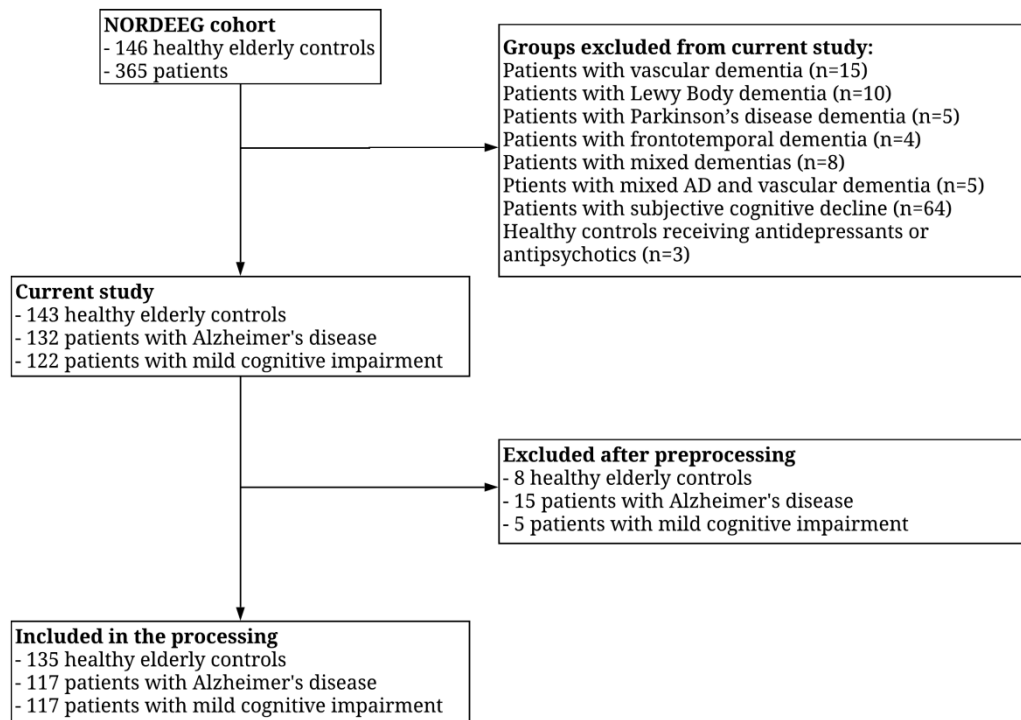 NORDEEG cohort
- 146 healthy elderly controls
- 365 patients
Groups excluded from current study:
Patients with vascular dementia (n=15)
Patients with Lewy Body dementia (n=10)
Patients with Parkinson’s disease dementia (n=5)
Patients with frontotemporal dementia (n=4)
Patients with mixed dementias (n=8)
Ptients with mixed AD and vascular dementia (n=5)
Patients with subjective cognitive decline (n=64)
Healthy controls receiving antidepressants or
antipsychotics (n=3)
Current study
- 143 healthy elderly controls
- 132 patients with Alzheimer's disease
- 122 patients with mild cognitive impairment
Excluded after preprocessing
- 8 healthy elderly controls
- 15 patients with Alzheimer's disease
- 5 patients with mild cognitive impairment
Included in the processing
- 135 healthy elderly controls
- 117 patients with Alzheimer's disease
- 117 patients with mild cognitive impairment